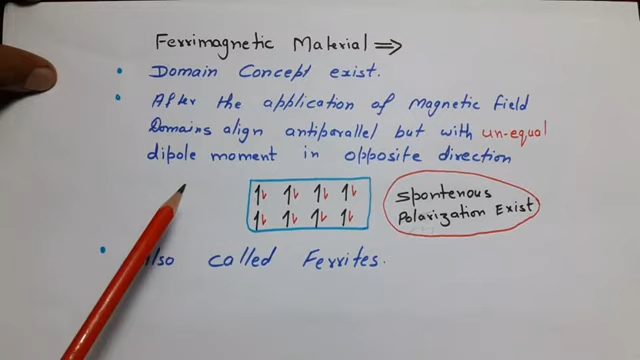 Ferrimagnetic Material ⇒
• Domain Concept exist.
• After the application of Magnetic Field
Domains align antiparallel but with un-equal
dipole moment in opposite direction
Spontenous
Polarization Exist
• Also called Ferrites.